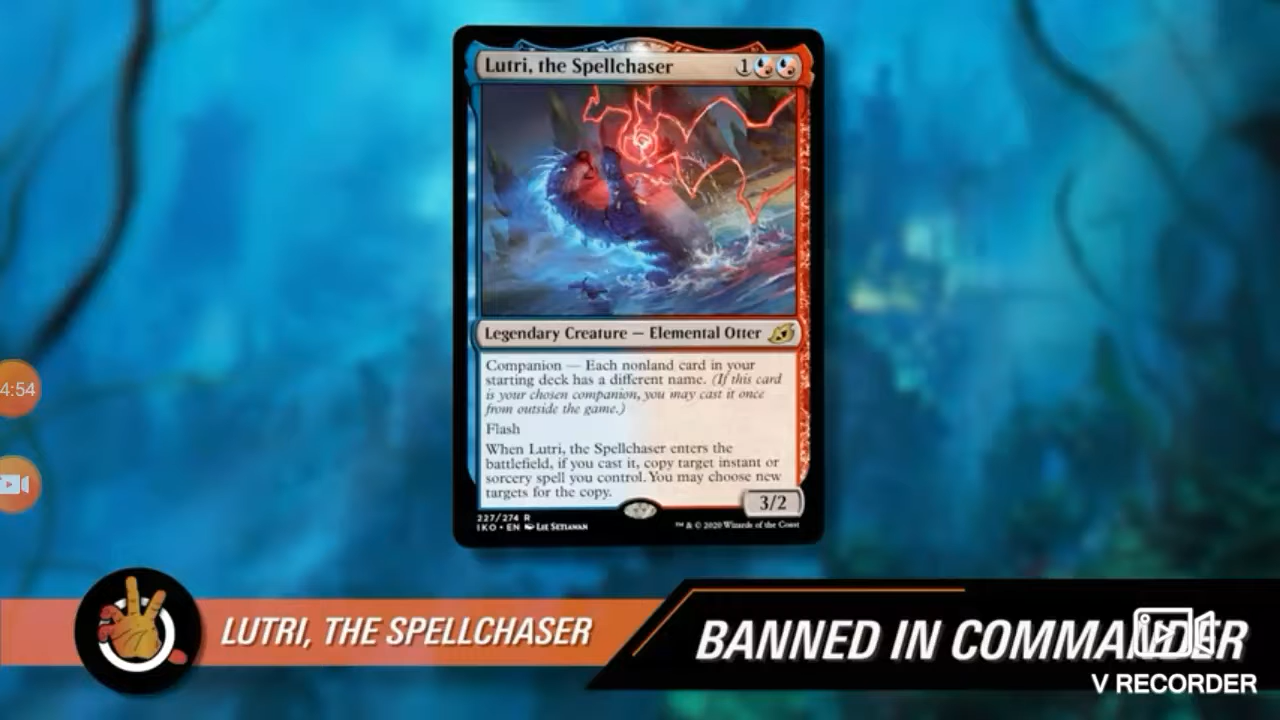 Lutri, the Spellchaser 1
Legendary Creature — Elemental Otter
Companion — Each nonland card in your
starting deck has a different name. (If this card
is your chosen companion, you may cast it once
from outside the game.)
Flash
When Lutri, the Spellchaser enters the
battlefield, if you cast it, copy target instant or
sorcery spell you control. You may choose new
targets for the copy.
3/2
227/274 R
IKO • EN Lie Setiawan
™ & © 2020 Wizards of the Coast
4:54
LUTRI, THE SPELLCHASER
BANNED IN COMMANDER
V RECORDER